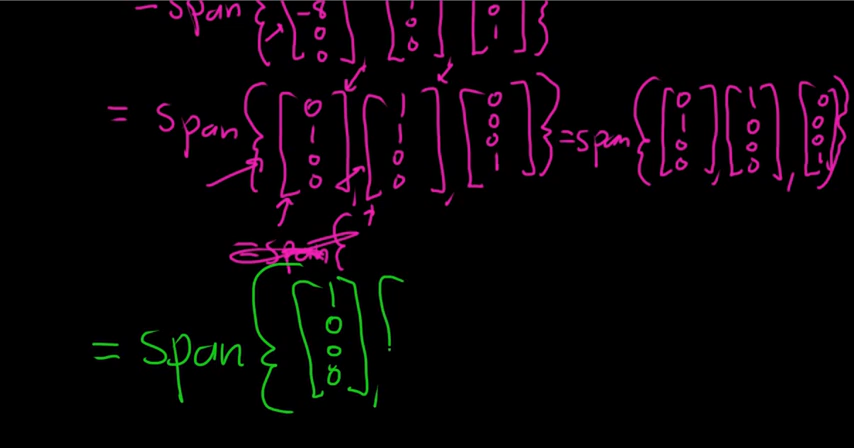 = span { [ -8 0 0 ] [ 1 0 0 ] [ 0 1 ] }
= span { [ 0 1 0 0 ] , [ 1 1 0 0 ] , [ 0 0 0 1 ] } = span { [ 0 1 0 0 ] , [ 1 0 0 0 ] , [ 0 0 0 1 ] }
= span {
= span { [ 1 0 0 0 ] , [